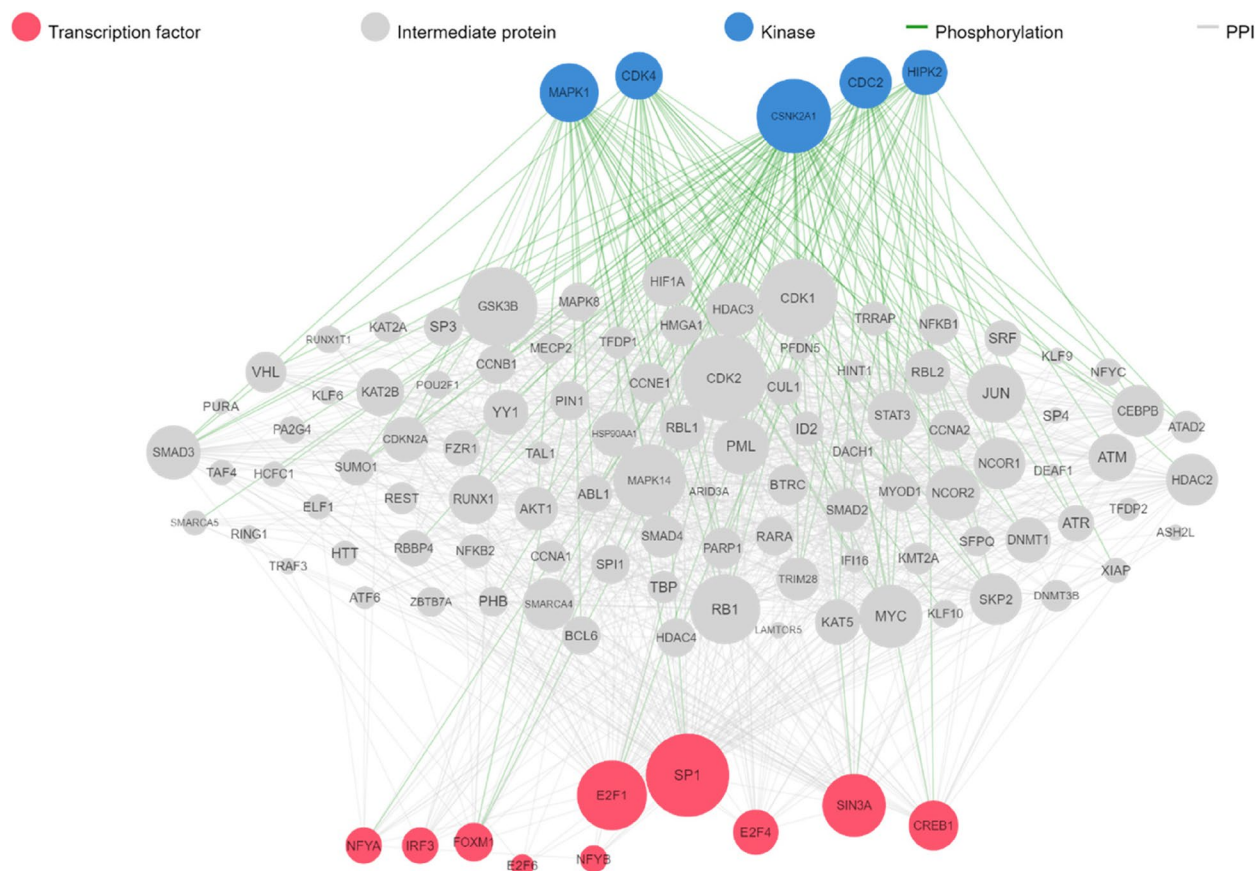 Transcription factor
Intermediate protein
Kinase
Phosphorylation
PPI
MAPK1
CDK4
CSNK2A1
CDC2
HIPK2
GSK3B
MAPK8
HIF1A
HDAC3
CDK1
RUNX1T1
KAT2A
SP3
MECP2
TFDP1
HMGA1
PFDN5
TRRAP
NFKB1
SRF
KLF9
NFYC
VHL
KLF6
KAT2B
POU2F1
CCNB1
CCNE1
CDK2
CUL1
HINT1
RBL2
JUN
SP4
CEBPB
ATAD2
PURA
PA2G4
CDKN2A
YY1
PIN1
HSP90AA1
RBL1
PML
ID2
STAT3
CCNA2
SMAD3
TAF4
HCFC1
SUMO1
FZR1
TAL1
MAPK14
ARID3A
BTRC
DACH1
MYOD1
NCOR1
NCOR2
DEAF1
ATM
HDAC2
SMARCA5
RING1
ELF1
REST
RUNX1
AKT1
ABL1
SMAD4
SMAD2
TFDP2
ASH2L
TRAF3
HTT
RBBP4
NFKB2
CCNA1
SPI1
PARP1
RARA
IFI16
KMT2A
SFPQ
DNMT1
ATR
XIAP
ATF6
ZBTB7A
PHB
SMARCA4
TBP
RB1
TRIM28
SKP2
DNMT3B
BCL6
HDAC4
LAMTOR5
KAT5
MYC
KLF10
SP1
E2F1
SIN3A
E2F4
CREB1
NFYA
IRF3
FOXM1
E2F6
NFYB